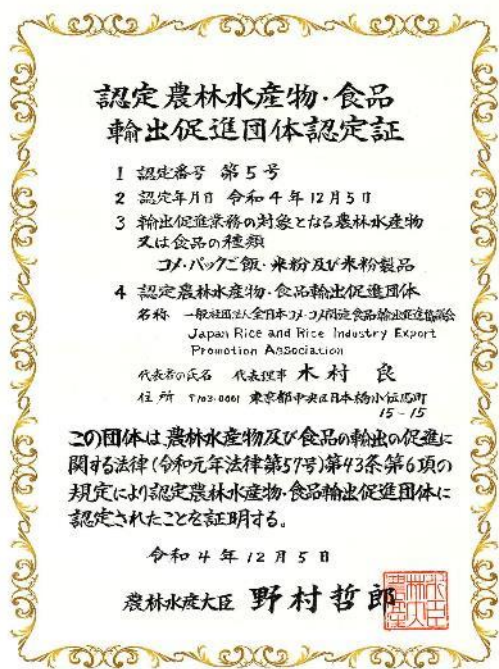 認定農林水産物・食品
輸出促進団体認定証
1 認定番号 第5号
2 認定年月日 令和4年12月5日
3 輸出促進業務の対象となる農林水産物
又は食品の種類
コメ・パックご飯・米粉及び米粉製品
4 認定農林水産物・食品輸出促進団体
名称 一般社団法人全日本コメ・コメ関連食品輸出促進協議会
Japan Rice and Rice Industry Export
Promotion Association
代表者の氏名 代表理事 木村 良
住所 〒103-0001 東京都中央区日本橋小伝馬町
15-15
この団体は、農林水産物及び食品の輸出の促進に
関する法律(令和元年法律第57号)第43条第6項の
規定により認定農林水産物・食品輸出促進団体に
認定されたことを証明する。
令和4年12月5日
農林水産大臣 野村哲郎